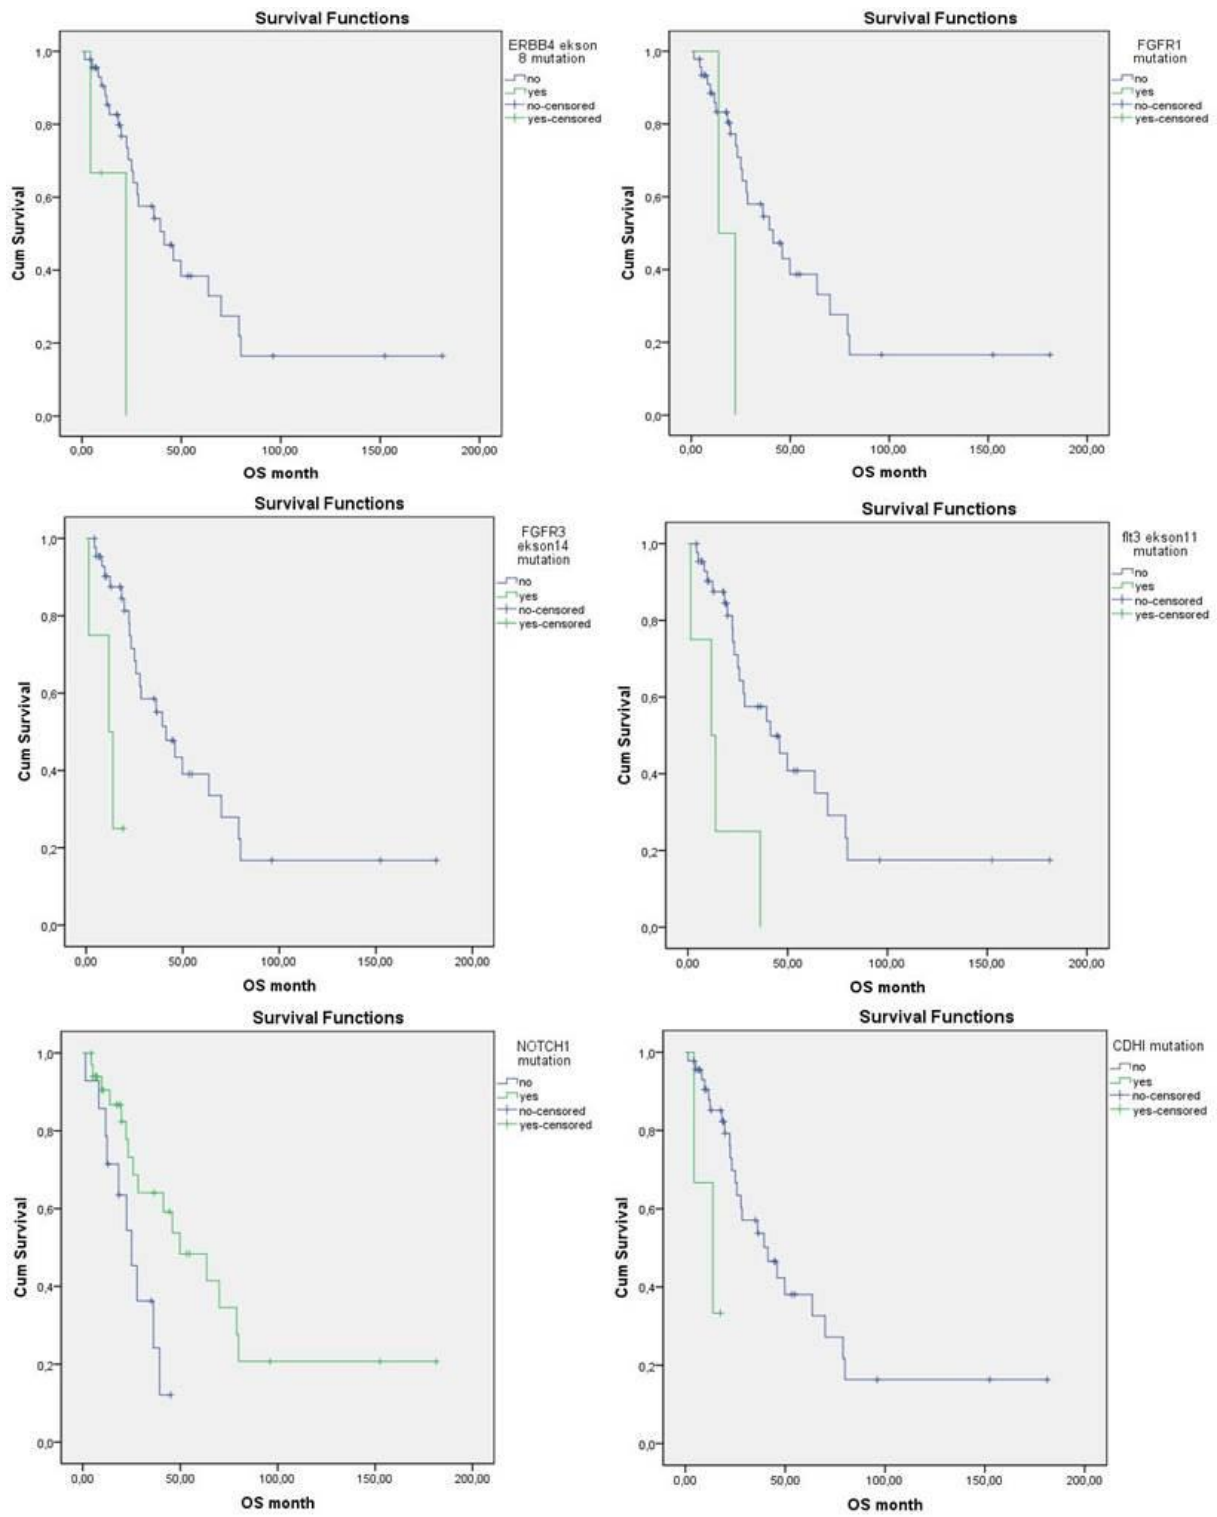 Survival Functions
ERBB4 ekson
8 mutation
no
yes
no-censored
yes-censored
1,0
0,8
0,6
0,4
0,2
0,0
Cum Survival
0,00 50,00 100,00 150,00 200,00
OS month
Survival Functions
FGFR1
mutation
no
yes
no-censored
yes-censored
1,0
0,8
0,6
0,4
0,2
0,0
Cum Survival
0,00 50,00 100,00 150,00 200,00
OS month
Survival Functions
FGFR3
ekson14
mutation
no
yes
no-censored
yes-censored
1,0
0,8
0,6
0,4
0,2
0,0
Cum Survival
0,00 50,00 100,00 150,00 200,00
OS month
Survival Functions
flt3 ekson11
mutation
no
yes
no-censored
yes-censored
1,0
0,8
0,6
0,4
0,2
0,0
Cum Survival
0,00 50,00 100,00 150,00 200,00
OS month
Survival Functions
NOTCH1
mutation
no
yes
no-censored
yes-censored
1,0
0,8
0,6
0,4
0,2
0,0
Cum Survival
0,00 50,00 100,00 150,00 200,00
OS month
Survival Functions
CDHI mutation
no
yes
no-censored
yes-censored
1,0
0,8
0,6
0,4
0,2
0,0
Cum Survival
0,00 50,00 100,00 150,00 200,00
OS month